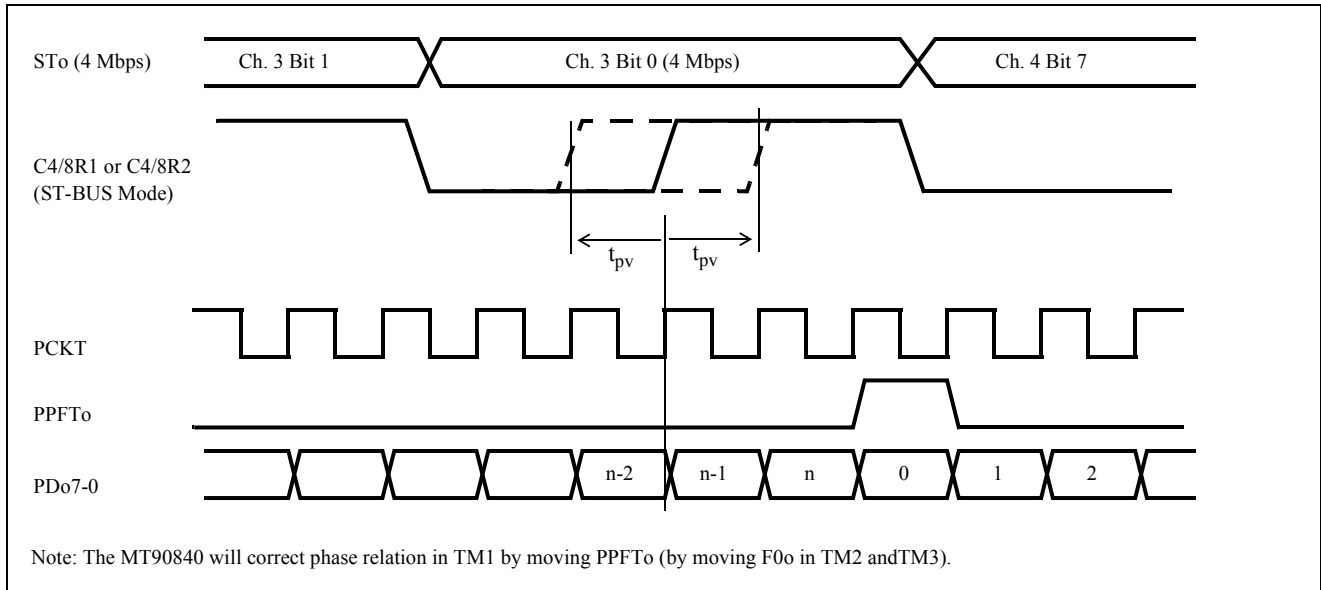 STo (4 Mbps)
Ch. 3 Bit 1
Ch. 3 Bit 0 (4 Mbps)
Ch. 4 Bit 7
C4/8R1 or C4/8R2
(ST-BUS Mode)
tpv
tpv
PCKT
PPFTo
PDo7-0
n-2
n-1
n
0
1
2
Note: The MT90840 will correct phase relation in TM1 by moving PPFTo (by moving F0o in TM2 andTM3).